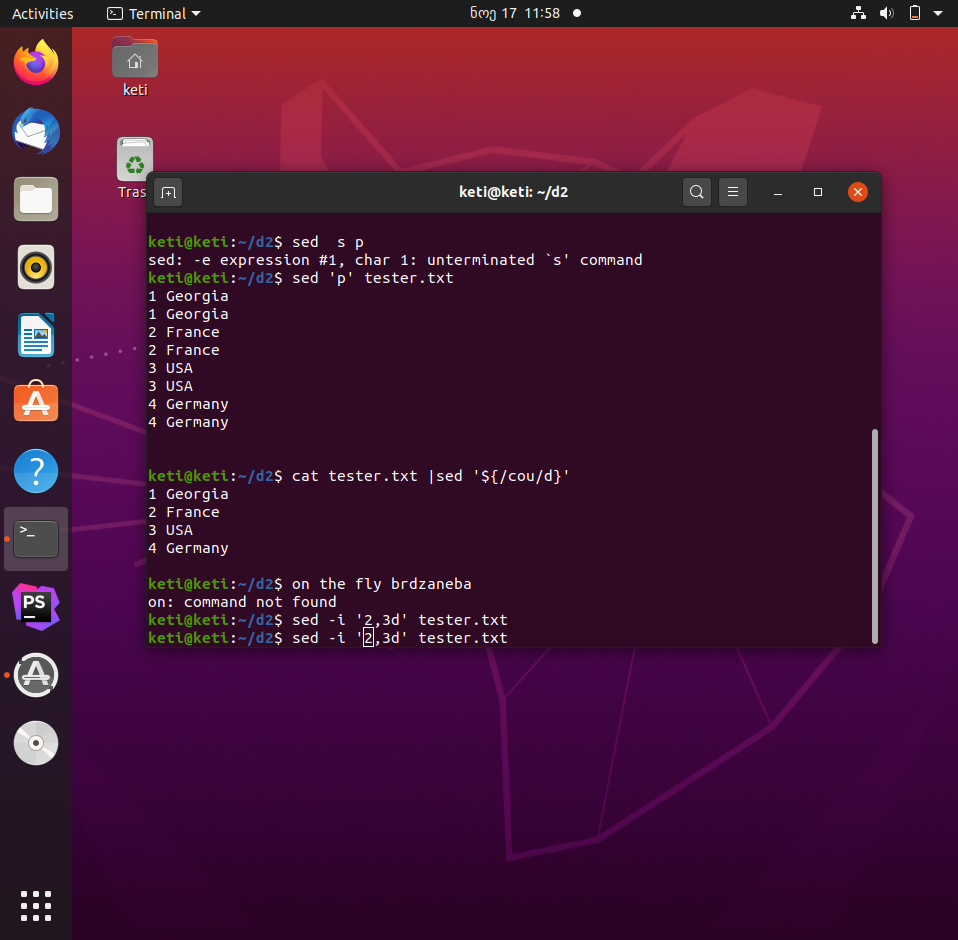 Activities
Terminal
ნოე 17 11:58
keti
Tras
keti@keti: ~/d2
keti@keti:~/d2$ sed  s p
sed: -e expression #1, char 1: unterminated `s' command
keti@keti:~/d2$ sed 'p' tester.txt
1 Georgia
1 Georgia
2 France
2 France
3 USA
3 USA
4 Germany
4 Germany
keti@keti:~/d2$ cat tester.txt |sed '${/cou/d}'
1 Georgia
2 France
3 USA
4 Germany
keti@keti:~/d2$ on the fly brdzaneba
on: command not found
keti@keti:~/d2$ sed -i '2,3d' tester.txt
keti@keti:~/d2$ sed -i '2,3d' tester.txt
>_
PS